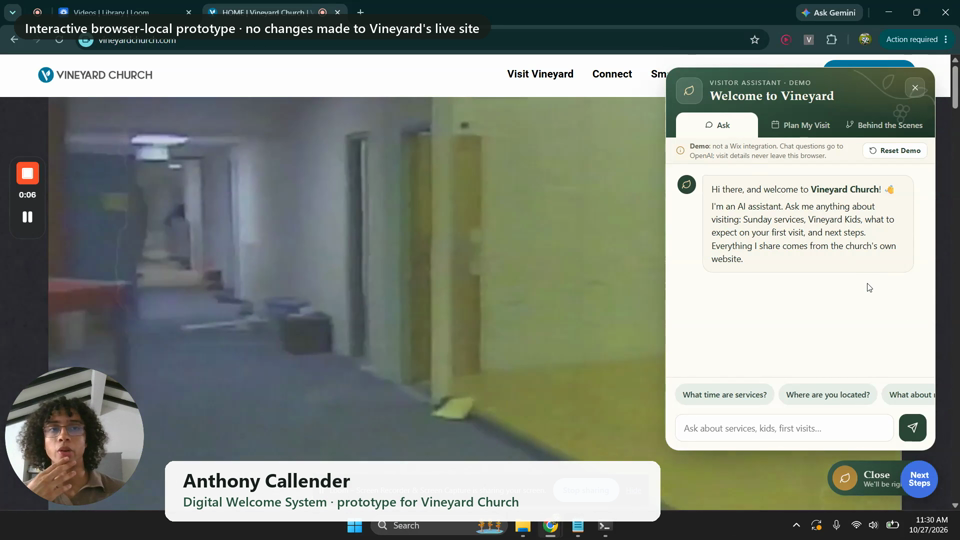 Videos | Library | Loom
HOME | Vineyard Church |
Ask Gemini
Interactive browser-local prototype · no changes made to Vineyard's live site
vineyardchurch.com
Action required
VINEYARD CHURCH
Visit Vineyard
Connect
VISITOR ASSISTANT · DEMO
Welcome to Vineyard
Ask
Plan My Visit
Behind the Scenes
Demo: not a Wix integration. Chat questions go to
OpenAI; visit details never leave this browser.
Reset Demo
0:06
Hi there, and welcome to Vineyard Church!
I'm an AI assistant. Ask me anything about
visiting: Sunday services, Vineyard Kids, what to
expect on your first visit, and next steps.
Everything I share comes from the church's own
website.
What time are services?
Where are you located?
What about
Ask about services, kids, first visits...
Anthony Callender
Digital Welcome System · prototype for Vineyard Church
Close
We'll be
Next
Steps
Search
11:30 AM
10/27/2026